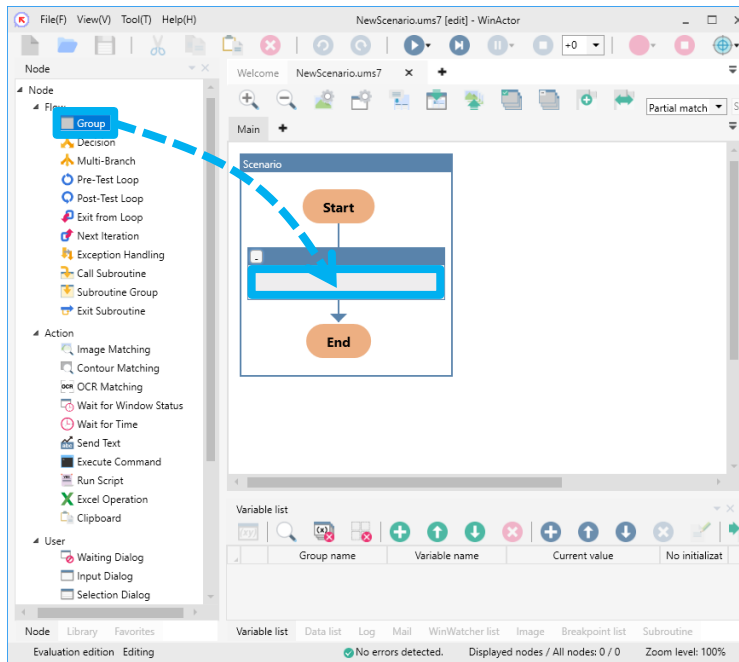 File(F) View(V) Tool(T) Help(H) NewScenario.ums7 [edit] - WinActor
+0
Node
Welcome NewScenario.ums7
Node
Flow
Group
Decision
Multi-Branch
Pre-Test Loop
Post-Test Loop
Exit from Loop
Next Iteration
Exception Handling
Call Subroutine
Subroutine Group
Exit Subroutine
Action
Image Matching
Contour Matching
OCR Matching
Wait for Window Status
Wait for Time
Send Text
Execute Command
Run Script
Excel Operation
Clipboard
User
Waiting Dialog
Input Dialog
Selection Dialog
Node Library Favorites
Partial match
Main
Scenario
Start
End
Variable list
Group name Variable name Current value No initializat
Variable list Data list Log Mail WinWatcher list Image Breakpoint list Subroutine
Evaluation edition Editing No errors detected. Displayed nodes / All nodes: 0 / 0 Zoom level: 100%